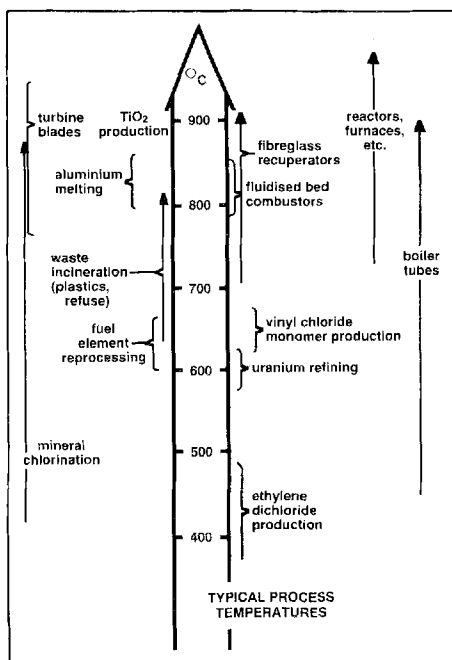 °C
turbine
blades
TiO₂
production
900
reactors,
furnaces,
etc.
fibreglass
recuperators
aluminium
melting
fluidised bed
combustors
800
boiler
tubes
waste
incineration
(plastics,
refuse)
700
fuel
element
reprocessing
vinyl chloride
monomer production
600
uranium refining
500
mineral
chlorination
ethylene
dichloride
production
400
TYPICAL PROCESS
TEMPERATURES